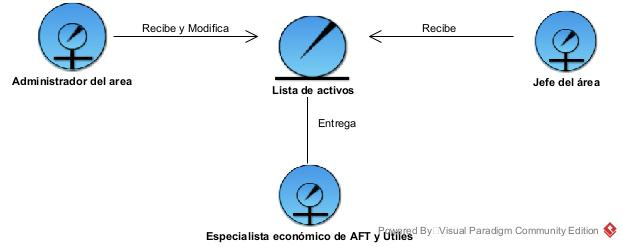 Recibe y Modifica
Recibe
Administrador del area
Lista de activos
Jefe del área
Entrega
Especialista económico de AFT y Utiles
Powered By Visual Paradigm Community Edition